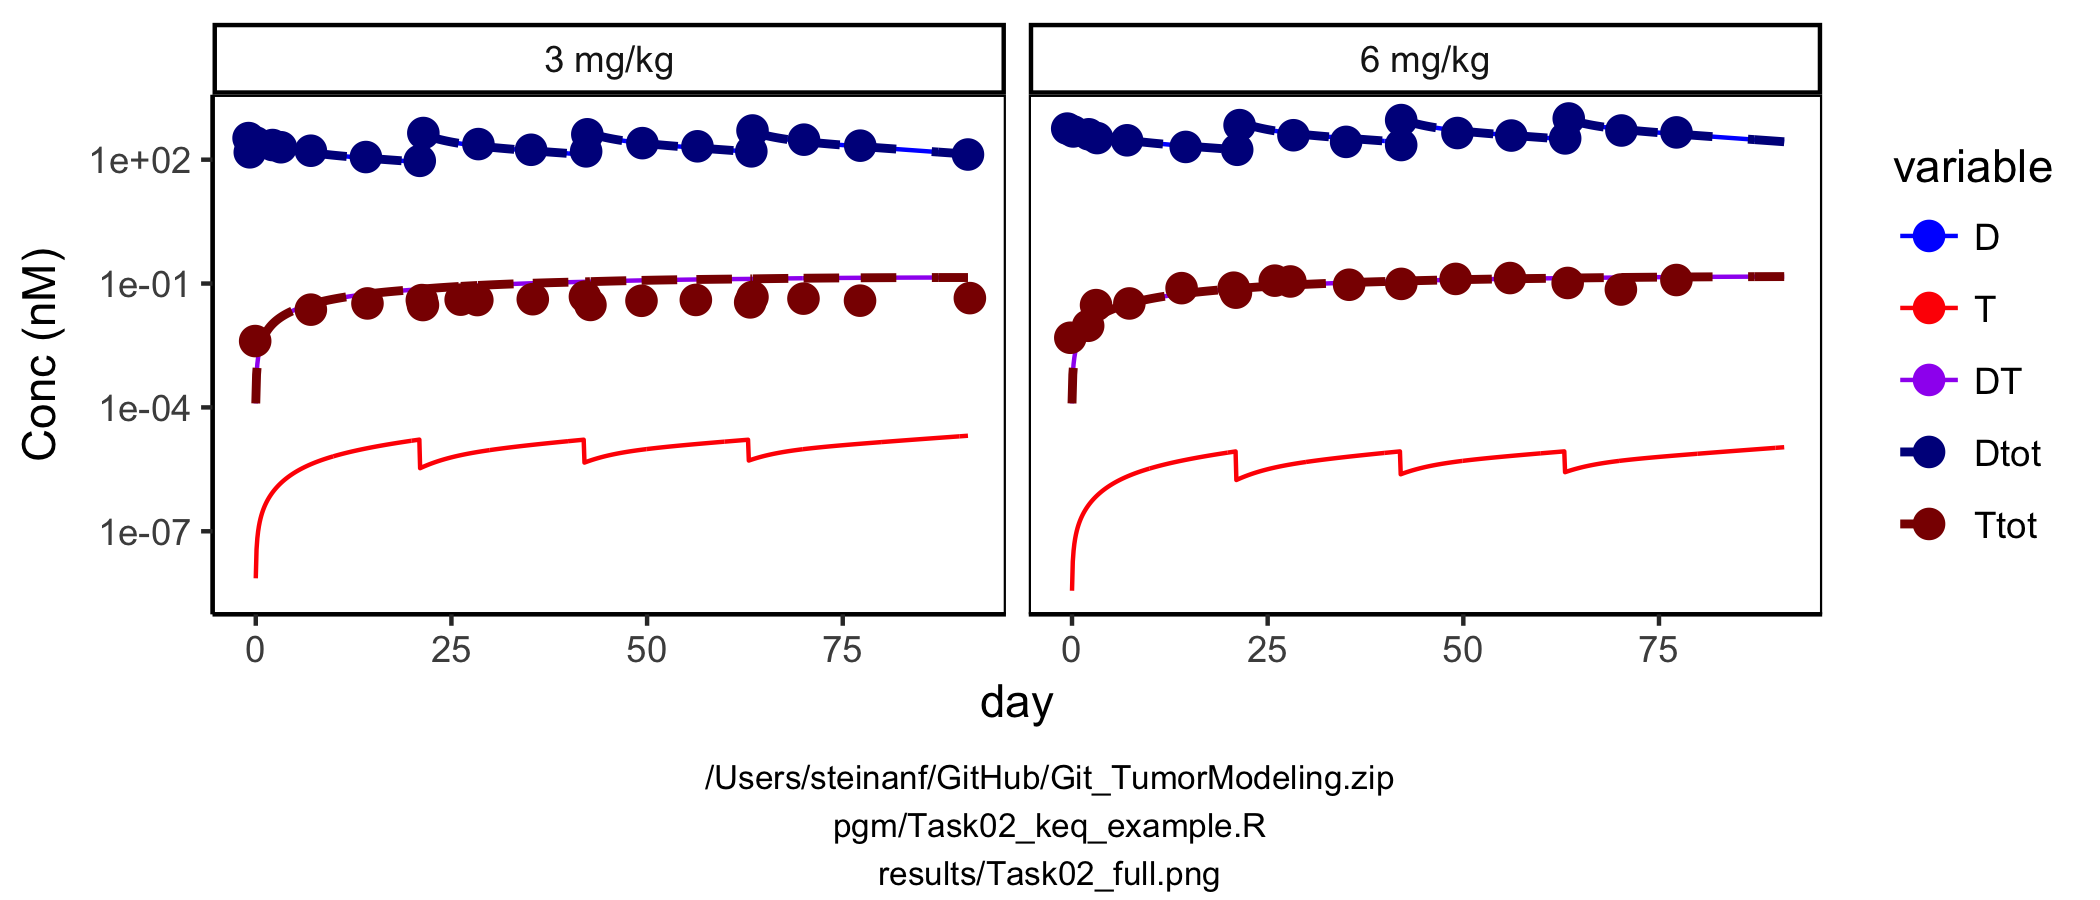 3 mg/kg
6 mg/kg
Conc (nM)
1e+02
1e-01
1e-04
1e-07
0
25
50
75
0
25
50
75
day
variable
D
T
DT
Dtot
Ttot
/Users/steinanf/GitHub/Git_TumorModeling.zip
pgm/Task02_keq_example.R
results/Task02_full.png